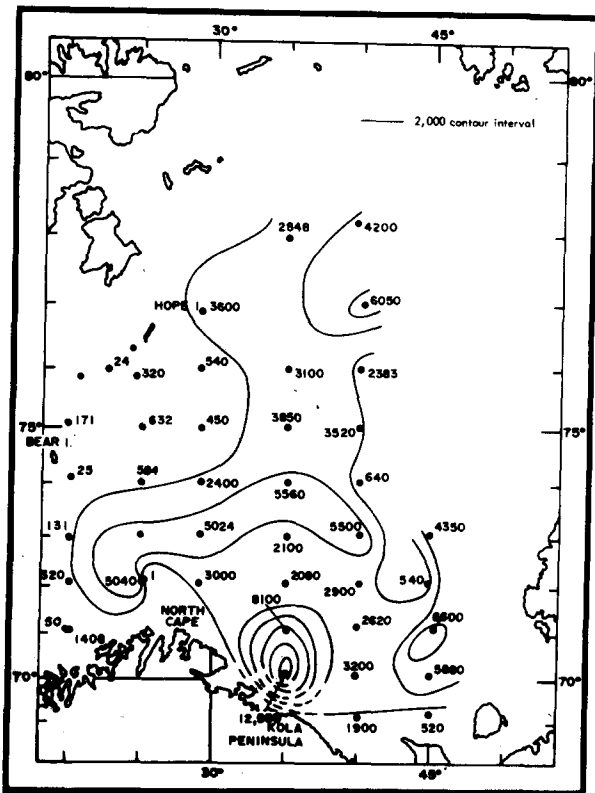 30° 45°
80° 80°
2,000 contour interval
2848 4200
HOPE I. 3600 6050
24 320 540 3100 2383
171 632 450 3850 3520
75° 75°
BEAR I.
25 584 2400 5560 640
131 5024 2100 5500 4350
520 5040 1 3000 2080 2900 540
NORTH
CAPE
8100
50 1408 2620 6600
3200 5880
70° 70°
KOLA
PENINSULA
1900 520
30° 45°